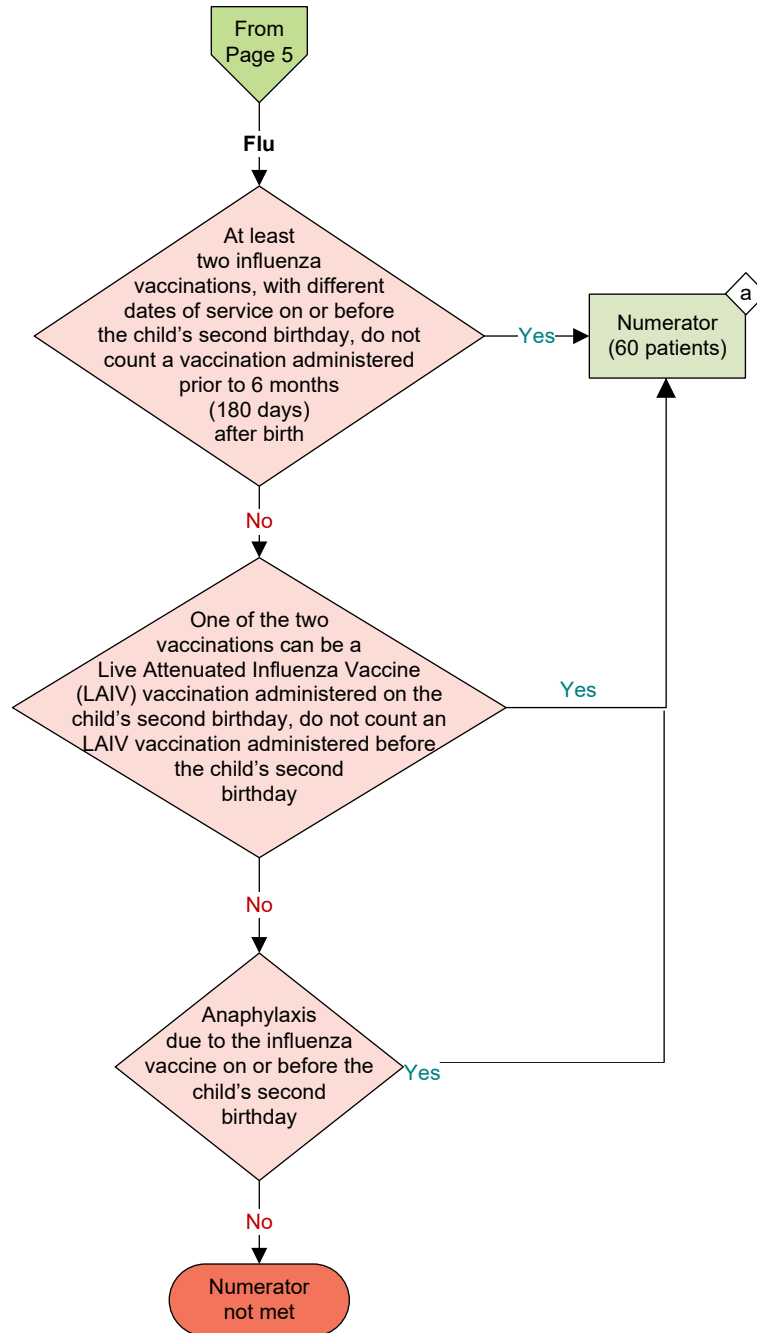 From
Page 5
Flu
At least
two influenza
vaccinations, with different
dates of service on or before
the child’s second birthday, do not
count a vaccination administered
prior to 6 months
(180 days)
after birth
Yes
a
Numerator
(60 patients)
No
One of the two
vaccinations can be a
Live Attenuated Influenza Vaccine
(LAIV) vaccination administered on the
child’s second birthday, do not count an
LAIV vaccination administered before
the child’s second
birthday
Yes
No
Anaphylaxis
due to the influenza
vaccine on or before the
child’s second
birthday
Yes
No
Numerator
not met